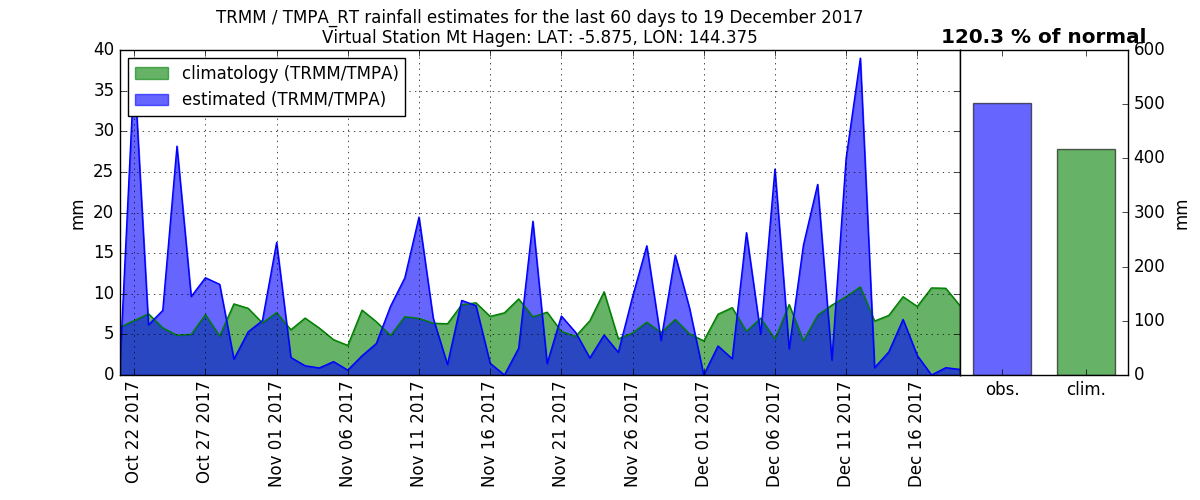 TRMM / TMPA_RT rainfall estimates for the last 60 days to 19 December 2017
Virtual Station Mt Hagen: LAT: -5.875, LON: 144.375
120.3 % of normal
climatology (TRMM/TMPA)
estimated (TRMM/TMPA)
mm
40
35
30
25
20
15
10
5
0
Oct 22 2017
Oct 27 2017
Nov 01 2017
Nov 06 2017
Nov 11 2017
Nov 16 2017
Nov 21 2017
Nov 26 2017
Dec 01 2017
Dec 06 2017
Dec 11 2017
Dec 16 2017
obs.
clim.
600
500
400
300
200
100
0
mm